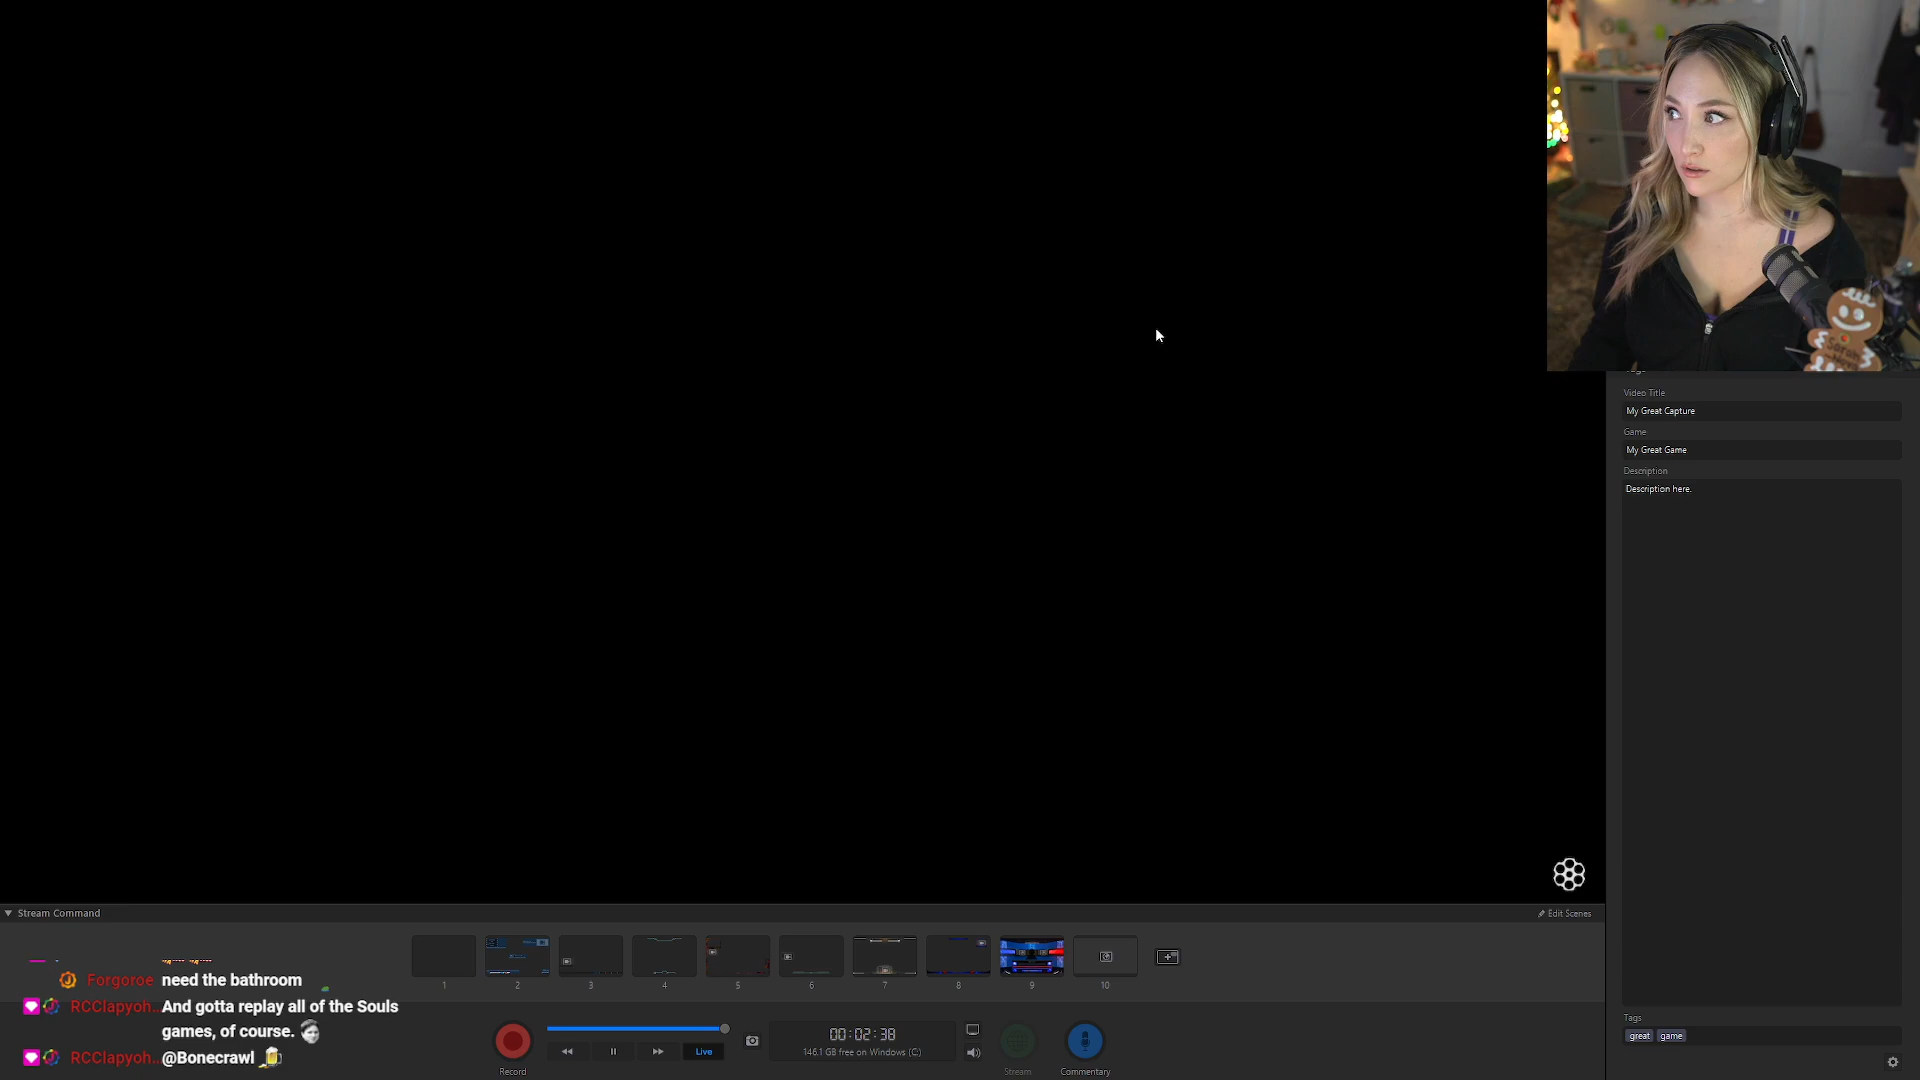 Video Title
My Great Capture
Game
My Great Game
Description
Description here.
Stream Command
Edit Scenes
1 2 3 4 5 6 7 8 9 10
Forgoroe need the bathroom
RCClapyoh.. And gotta replay all of the Souls
games, of course.
RCClapyoh.. @Bonecrawl
Record
Live
00:02:38
146.1 GB free on Windows (C:)
Stream
Commentary
Tags
great game